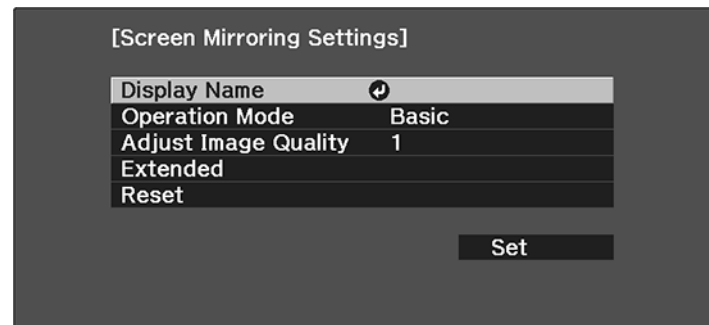 [Screen Mirroring Settings]
Display Name
Operation Mode Basic
Adjust Image Quality 1
Extended
Reset
Set